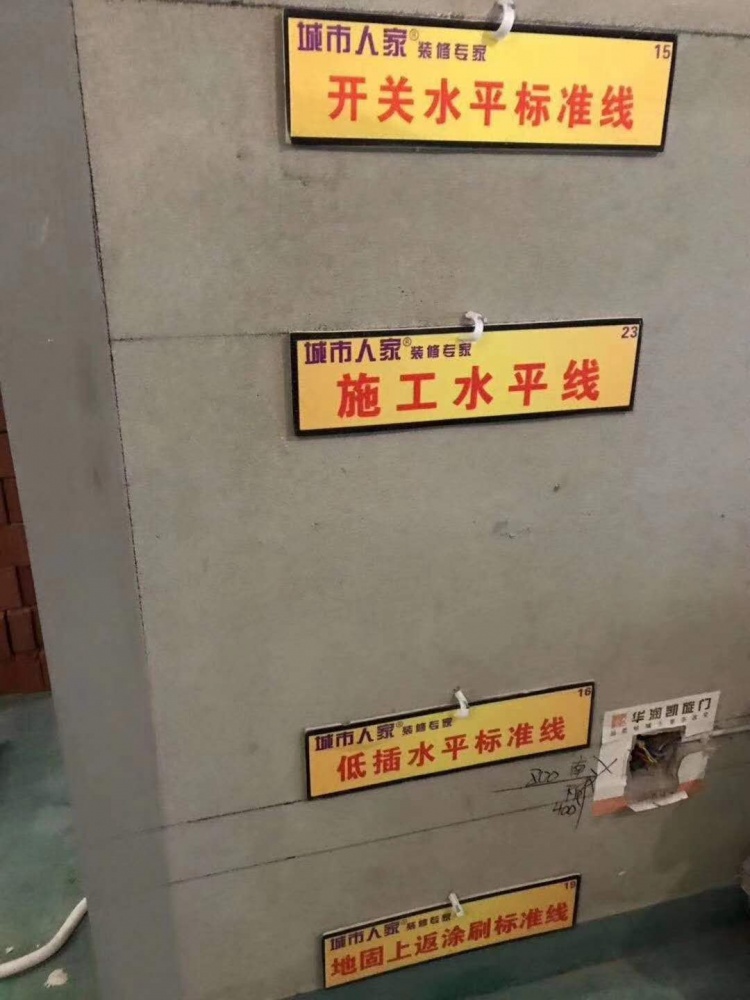 城市人家® 装修专家 15
开关水平标准线
城市人家® 装修专家 23
施工水平线
城市人家® 装修专家 16
低插水平标准线
华润凯旋门
400
城市人家® 装修专家 19
地固上返涂刷标准线